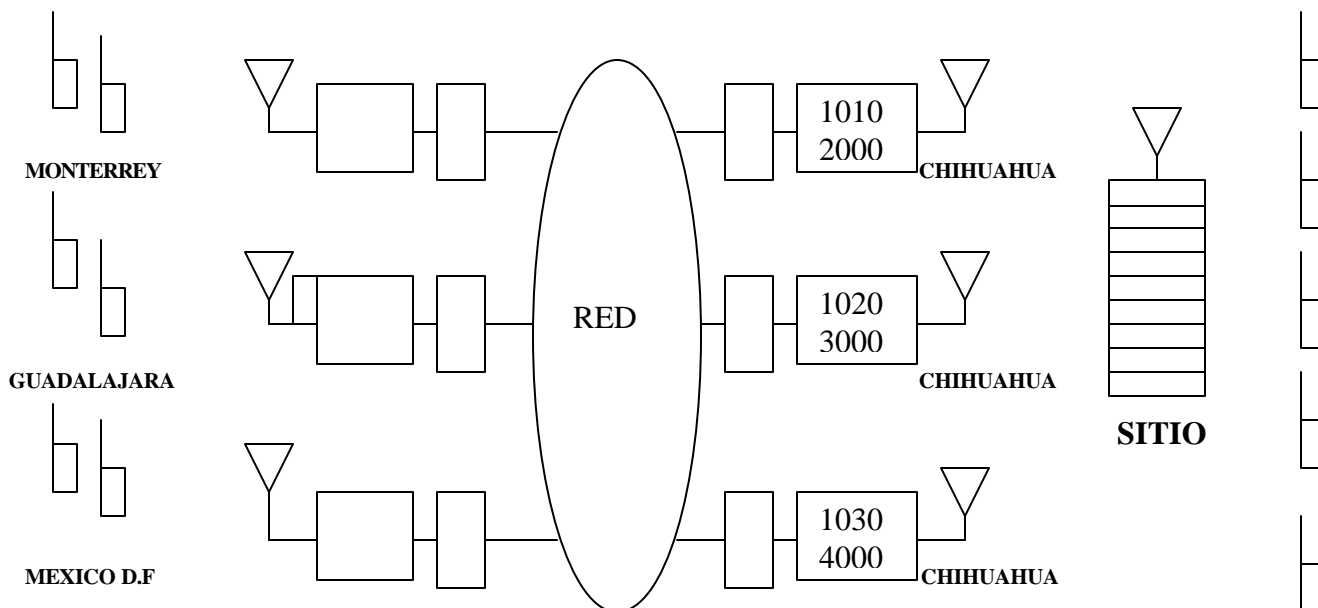 1010
2000
MONTERREY
CHIHUAHUA
RED
1020
3000
GUADALAJARA
CHIHUAHUA
SITIO
1030
4000
MEXICO D.F
CHIHUAHUA